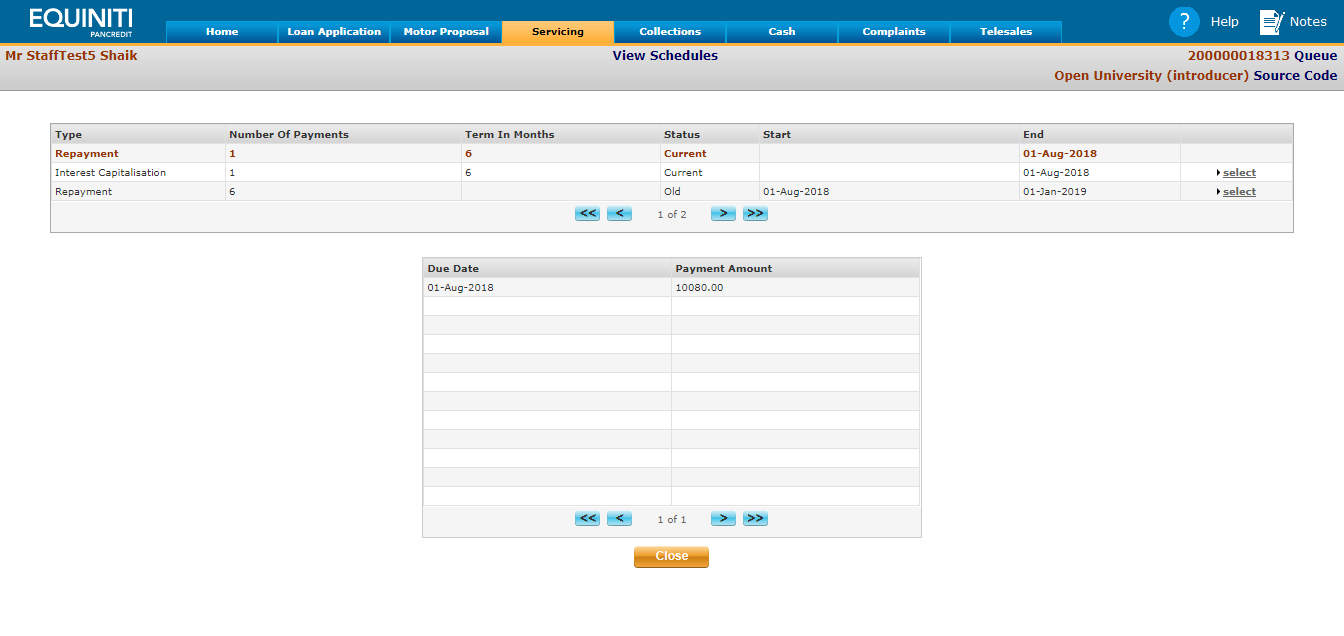 EQUINITI
PANCREDIT
Home Loan Application Motor Proposal Servicing Collections Cash Complaints Telesales
? Help Notes
Mr StaffTest5 Shaik View Schedules 200000018313 Queue
Open University (introducer) Source Code
Type Number Of Payments Term In Months Status Start End
Repayment 1 6 Current 01-Aug-2018
Interest Capitalisation 1 6 Current 01-Aug-2018 select
Repayment 6 Old 01-Aug-2018 01-Jan-2019 select
<< < 1 of 2 > >>
Due Date Payment Amount
01-Aug-2018 10080.00
<< < 1 of 1 > >>
Close